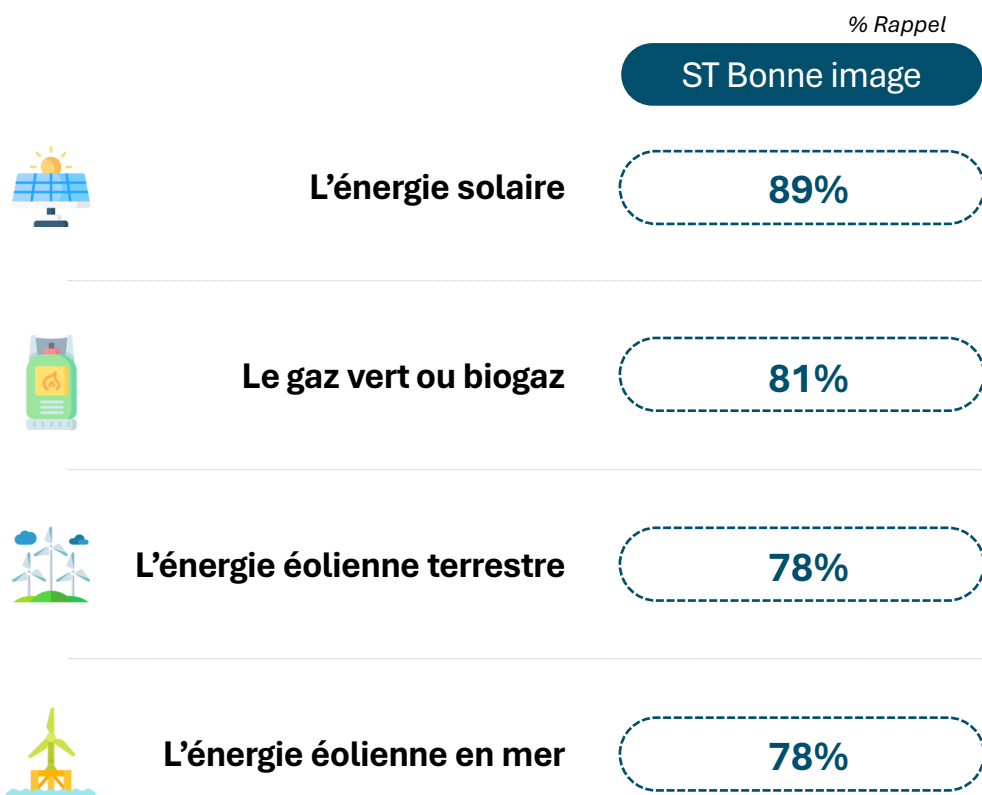 % Rappel
ST Bonne image
L’énergie solaire
89%
Le gaz vert ou biogaz
81%
L’énergie éolienne terrestre
78%
L’énergie éolienne en mer
78%